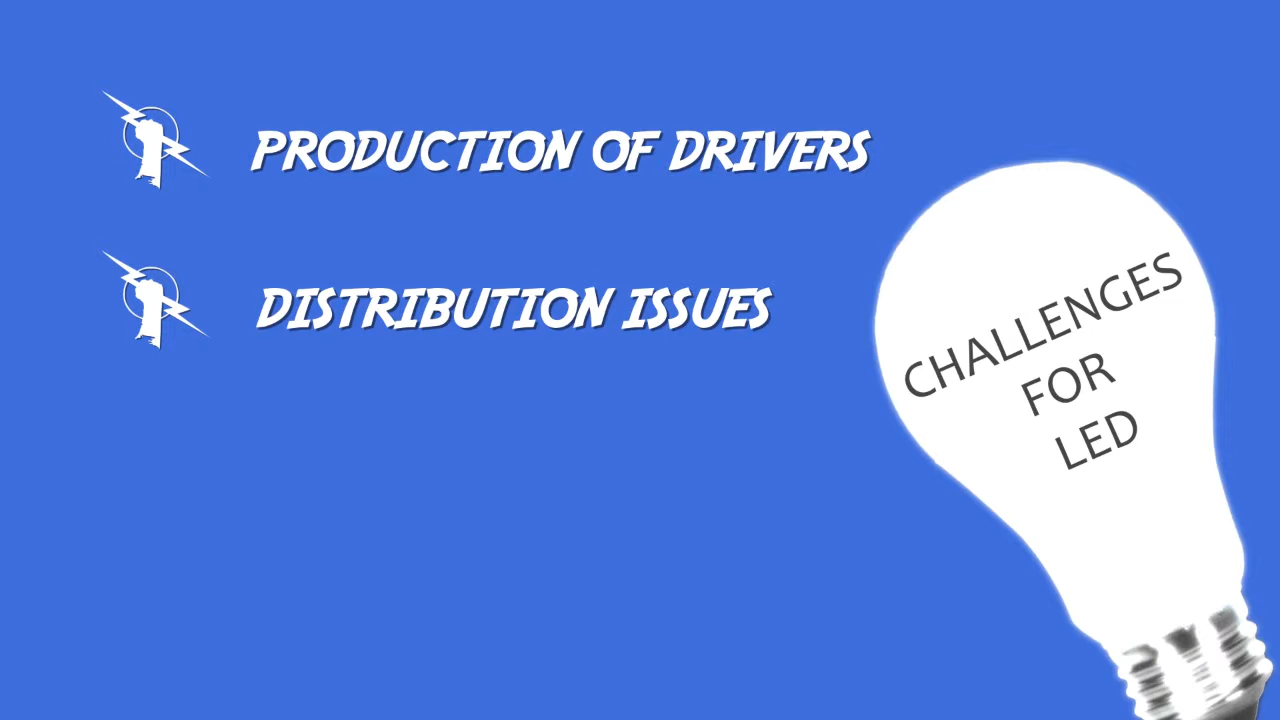 PRODUCTION OF DRIVERS
DISTRIBUTION ISSUES
CHALLENGES
FOR
LED